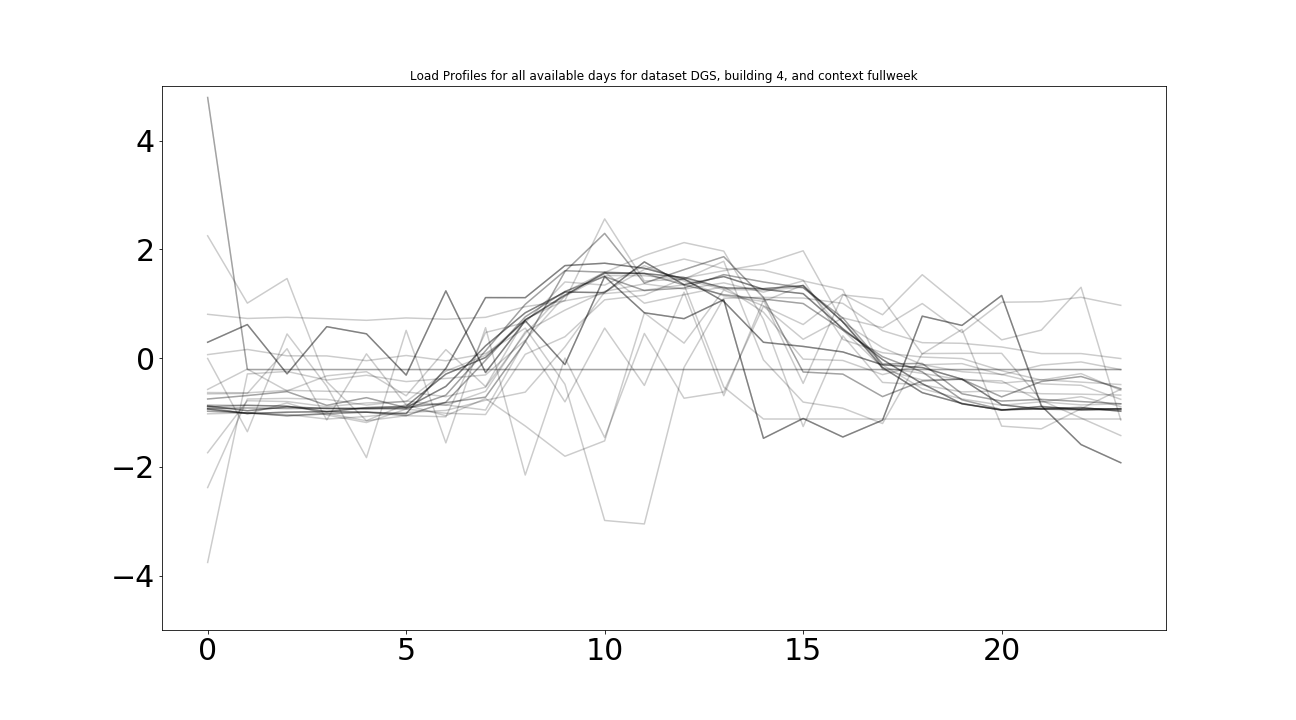 Load Profiles for all available days for dataset DGS, building 4, and context fullweek
4
2
0
−2
−4
0 5 10 15 20